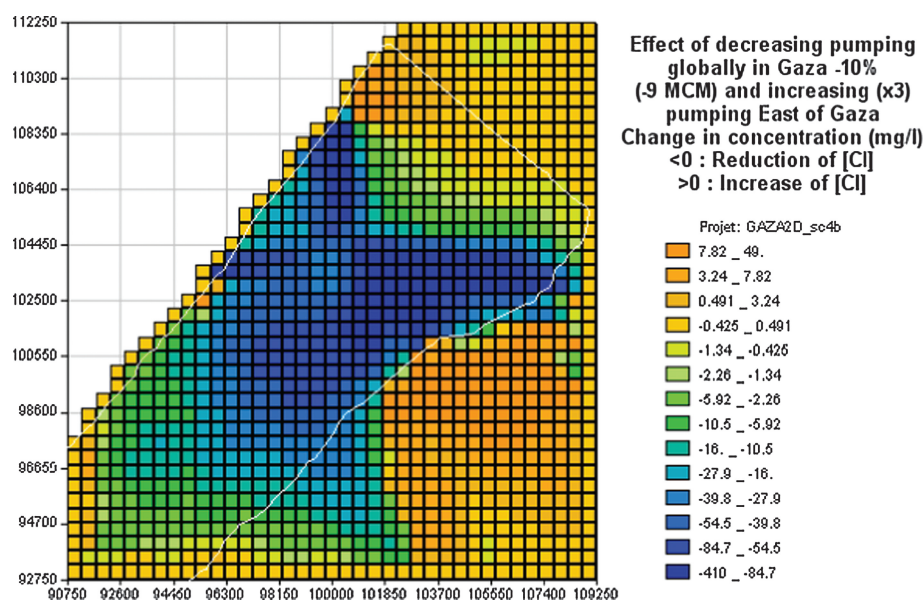 112250
110300
108350
106400
104450
102500
100550
98600
96655
94700
92750
90750 92600 94450 96300 98150 100000 101850 103700 105550 107400 109250
Effect of decreasing pumping
globally in Gaza -10%
(-9 MCM) and increasing (x3)
pumping East of Gaza
Change in concentration (mg/l)
<0 : Reduction of [Cl]
>0 : Increase of [Cl]
Projet: GAZA2D_sc4b
7.82 _ 49.
3.24 _ 7.82
0.491 _ 3.24
-0.425 _ 0.491
-1.34 _ -0.425
-2.26 _ -1.34
-5.92 _ -2.26
-10.5 _ -5.92
-16. _ -10.5
-27.9 _ -16.
-39.8 _ -27.9
-54.5 _ -39.8
-84.7 _ -54.5
-410 _ -84.7